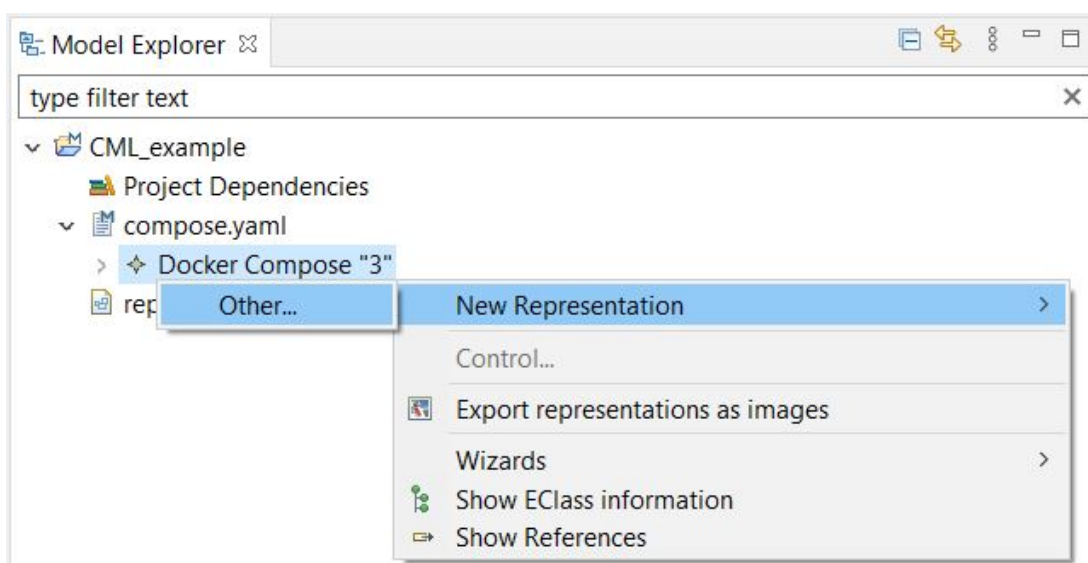 Model Explorer
type filter text
CML_example
Project Dependencies
compose.yaml
Docker Compose "3"
rep
Other...
New Representation
Control...
Export representations as images
Wizards
Show EClass information
Show References